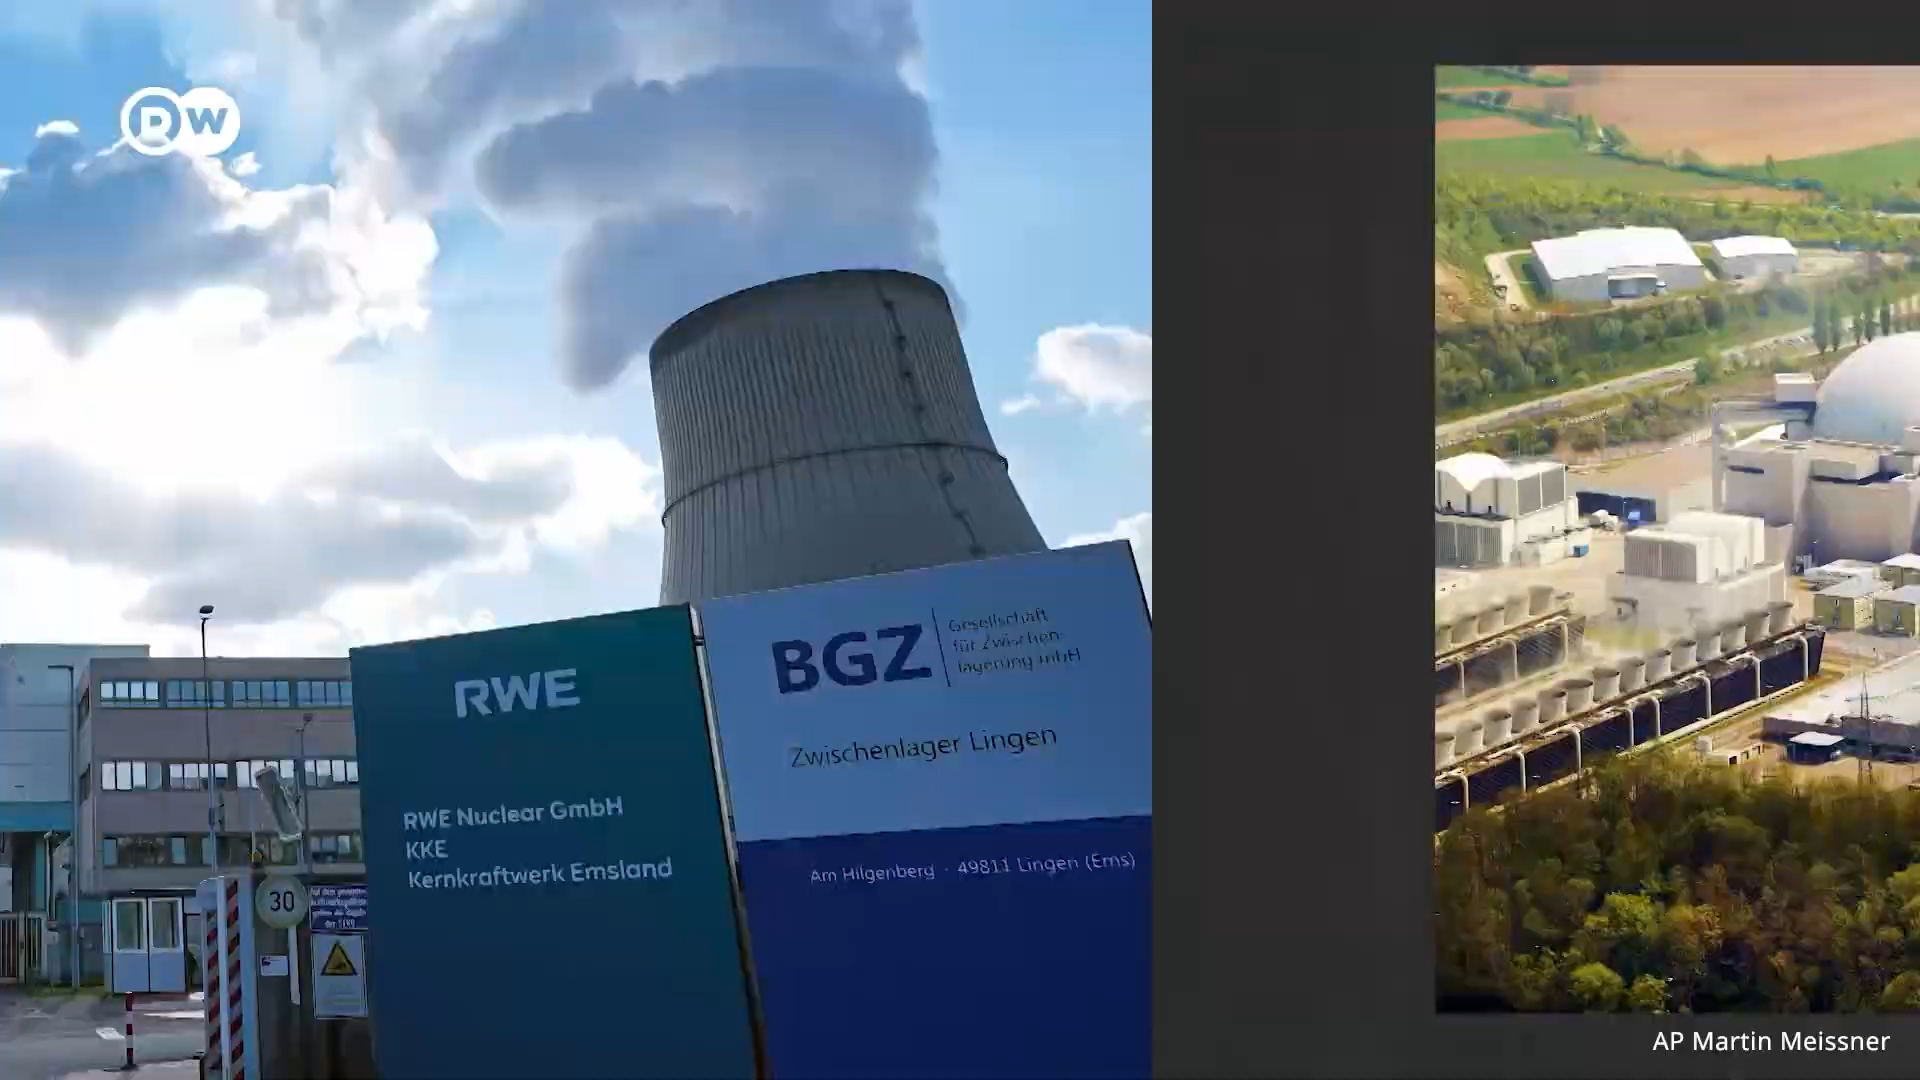 DW
RWE
RWE Nuclear GmbH
KKE
Kernkraftwerk Emsland
BGZ
Gesellschaft
für Zwischen-
lagerung mbH
Zwischenlager Lingen
Am Hilgenberg · 49811 Lingen (Ems)
30
AP Martin Meissner